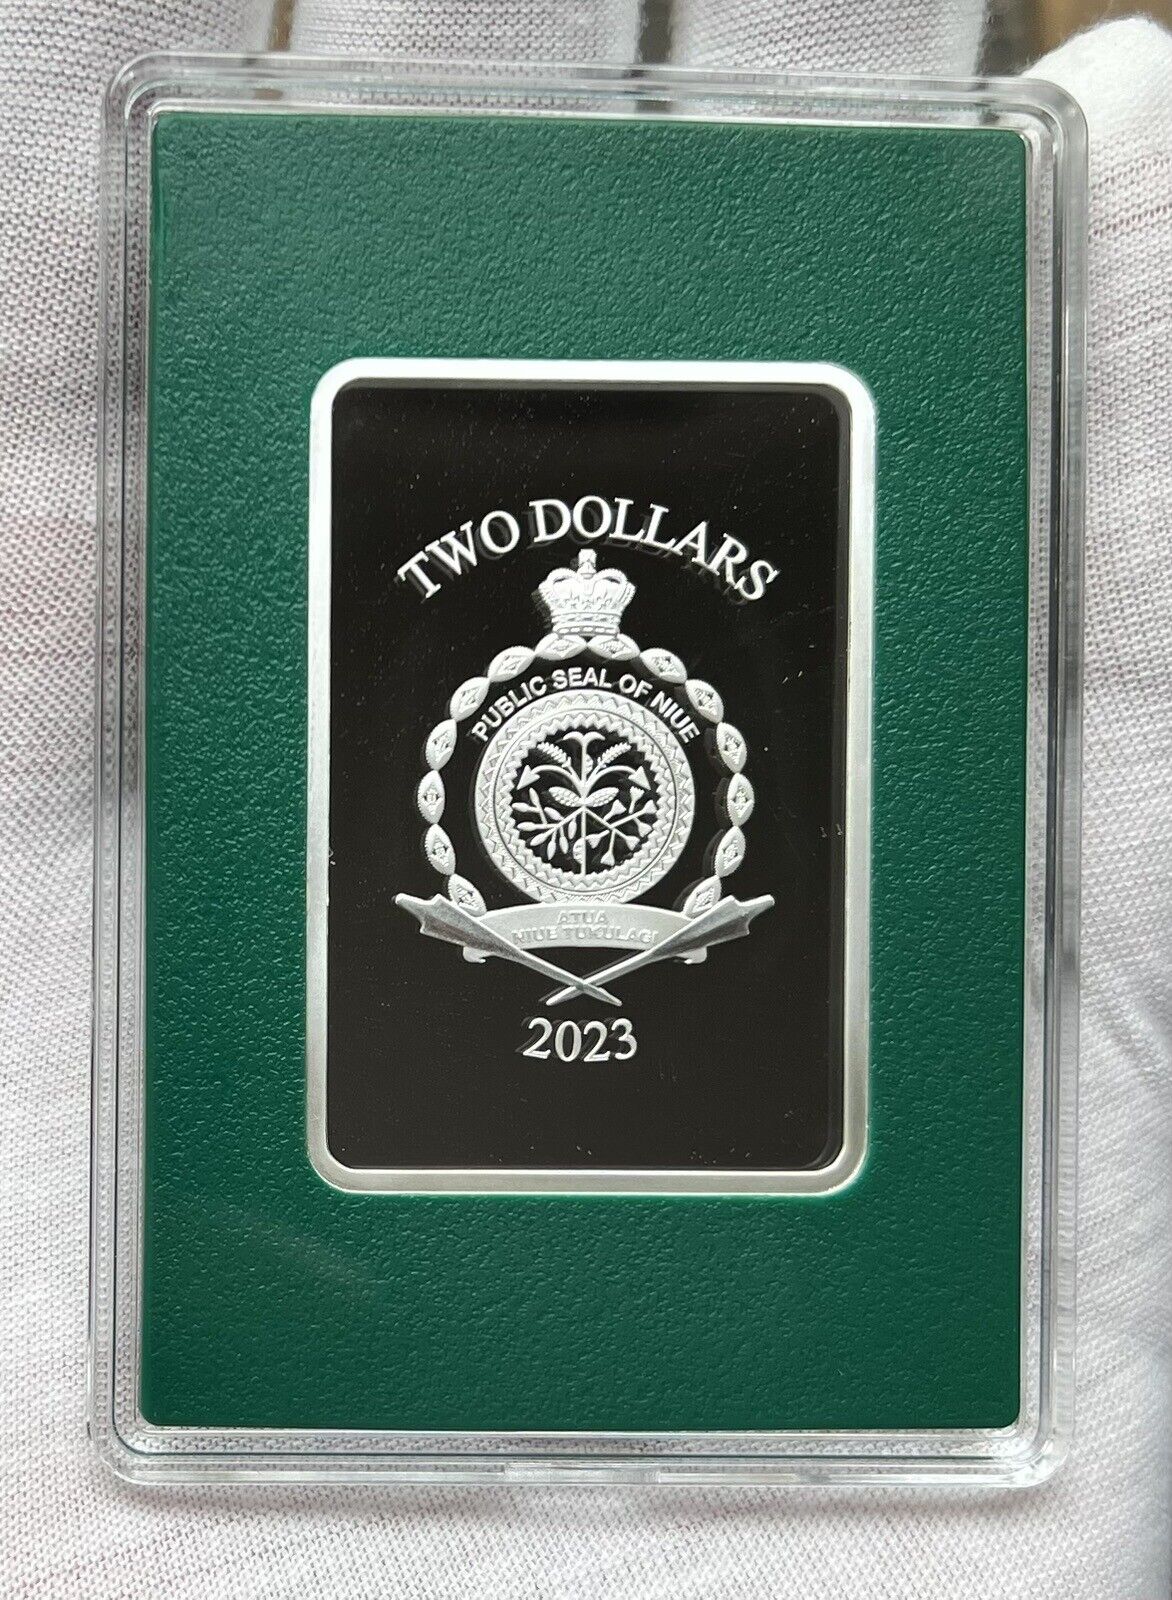 TWO DOLLARS
PUBLIC SEAL OF NIUE
ATUA
NIUE TUKULAGI
2023